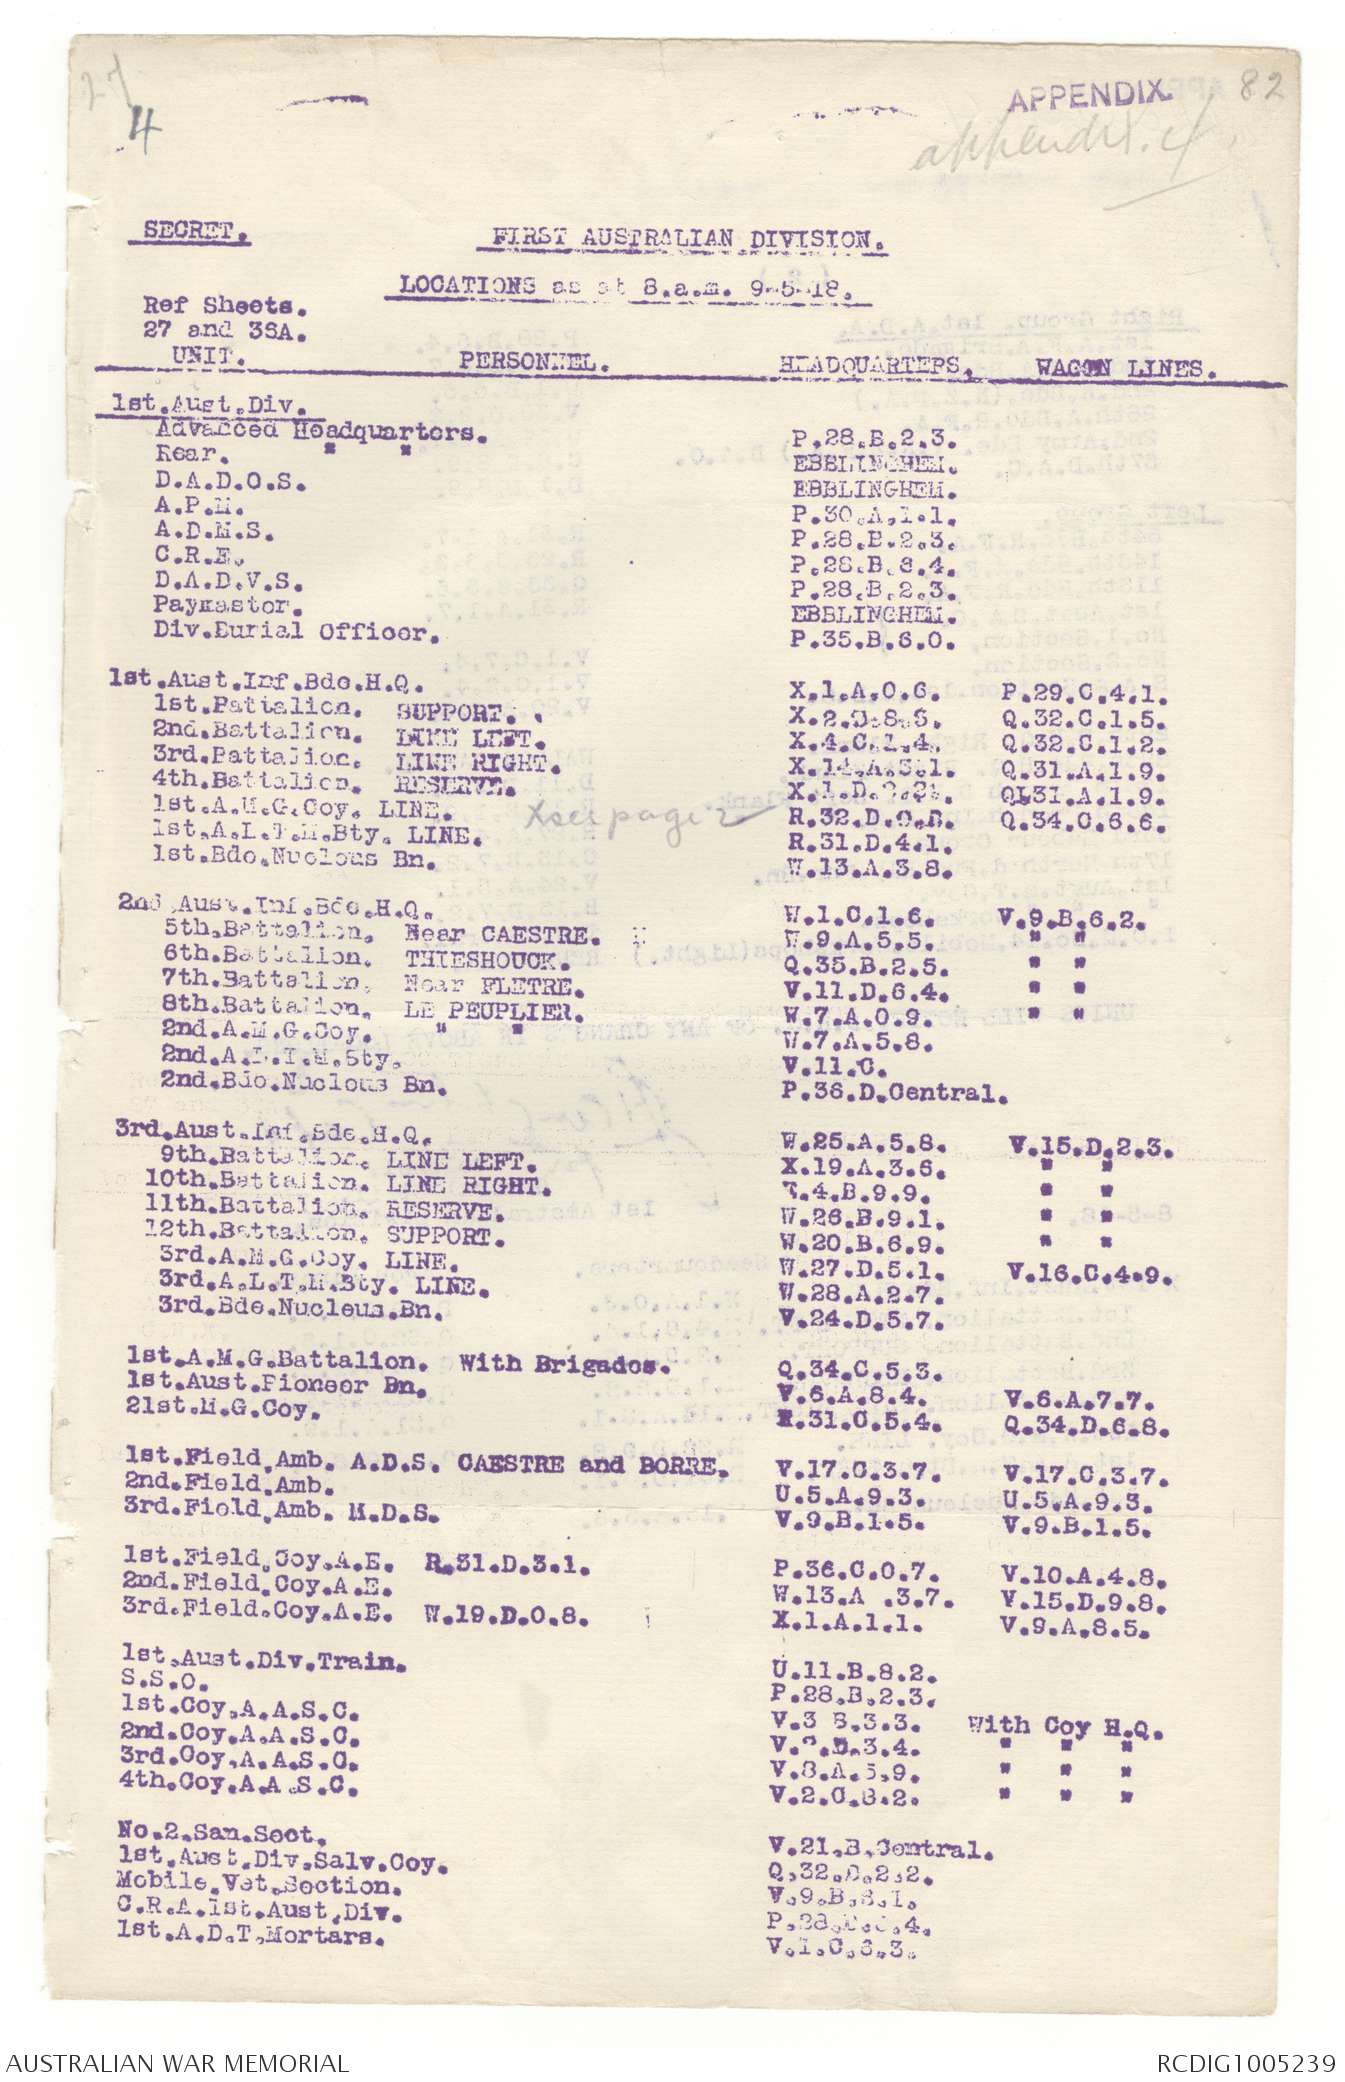 27
4
APPENDIX. 82
appendix. 4
SECRET. FIRST AUSTRALIAN DIVISION.
LOCATIONS as at 8.a.m. 9-5-18.
Ref Sheets.
27 and 36A.
UNIT. PERSONNEL. HEADQUARTERS. WAGON LINES.
1st.Aust.Div.
Advanced Headquarters. P.28.B.2.3.
Rear. " " EBBLINGHEM.
D.A.D.O.S. EBBLINGHEM.
A.P.M. P.30.A.1.1.
A.D.M.S. P.28.B.2.3.
C.R.E. P.28.B.8.4.
D.A.D.V.S. P.28.B.2.3.
Paymaster. EBBLINGHEM.
Div.Burial Officer. P.35.B.6.0.
1st.Aust.Inf.Bde.H.Q. X.1.A.0.6. P.29.C.4.1.
1st.Battalion. SUPPORT. X.2.D.8.6. Q.32.C.1.5.
2nd.Battalion. LINE LEFT. X.4.C.1.4. Q.32.C.1.2.
3rd.Battalion. LINE RIGHT. X.14.A.3.1. Q.31.A.1.9.
4th.Battalion. RESERVE. X.1.D. Q.31.A.1.9.
1st.A.M.G.Coy. LINE. X see page 2 R.32.D.0.8. Q.34.C.6.6.
1st.A.L.T.M.Bty. LINE. R.31.D.4.1.
1st.Bde.Nucleus Bn. W.13.A.3.8.
2nd.Aust.Inf.Bde.H.Q. W.1.C.1.6. V.9.B.6.2.
5th.Battalion. Near CAESTRE. W.9.A.5.5. " "
6th.Battalion. THIESHOUCK. Q.35.B.2.5. " "
7th.Battalion. Near FLETRE. V.11.D.6.4. " "
8th.Battalion. LE PEUPLIER. W.7.A.0.9. " "
2nd.A.M.G.Coy. " " W.7.A.5.8.
2nd.A.L.T.M.Bty. V.11.C.
2nd.Bde.Nucleus Bn. P.36.D.Central.
3rd.Aust.Inf.Bde.H.Q. W.25.A.5.8. V.15.D.2.3.
9th.Battalion. LINE LEFT. X.19.A.3.6. " "
10th.Battalion. LINE RIGHT. .4.B.9.9. " "
11th.Battalion. RESERVE. W.26.B.9.1. " "
12th.Battalion. SUPPORT. W.20.B.6.9. " "
3rd.A.M.G.Coy. LINE. W.27.D.5.1. V.16.C.4.9.
3rd.A.L.T.M.Bty. LINE. W.28.A.2.7.
3rd.Bde.Nucleus.Bn. V.24.D.5.7.
1st.A.M.G.Battalion. With Brigades. Q.34.C.5.3.
1st.Aust.Pioneer Bn. V.6.A.8.4. V.6.A.7.7.
21st.M.G.Coy. R.31.C.5.4. Q.34.D.6.8.
1st.Field.Amb. A.D.S. CAESTRE and BORRE. V.17.C.3.7. V.17.C.3.7.
2nd.Field.Amb. U.5.A.9.3. U.5.A.9.3.
3rd.Field.Amb. M.D.S. V.9.B.1.5. V.9.B.1.5.
1st.Field.Coy.A.E. R.31.D.3.1. P.36.C.0.7. V.10.A.4.8.
2nd.Field.Coy.A.E. W.13.A .3.7. V.15.D.9.8.
3rd.Field.Coy.A.E. W.19.D.0.8. X.1.A.1.1. V.9.A.8.5.
1st.Aust.Div.Train. U.11.B.8.2.
S.S.O. P.28.B.2.3.
1st.Coy.A.A.S.C. V.3 B.3.3. With Coy H.Q.
2nd.Coy.A.A.S.C. .3.4. " " "
3rd.Coy.A.A.S.C. V.8.A.5.9. " " "
4th.Coy.A.A.S.C. V.2.C.8.2. " " "
No.2.San.Sect. V.21.B.Central.
1st.Aust.Div.Salv.Coy. Q.32.C.2.2.
Mobile.Vet.Section. V.9.B.8.1.
C.R.A.1st.Aust.Div. P.28. .4.
1st.A.D.T.Mortars. V.1.C.6.3.
AUSTRALIAN WAR MEMORIAL RCDIG1005239